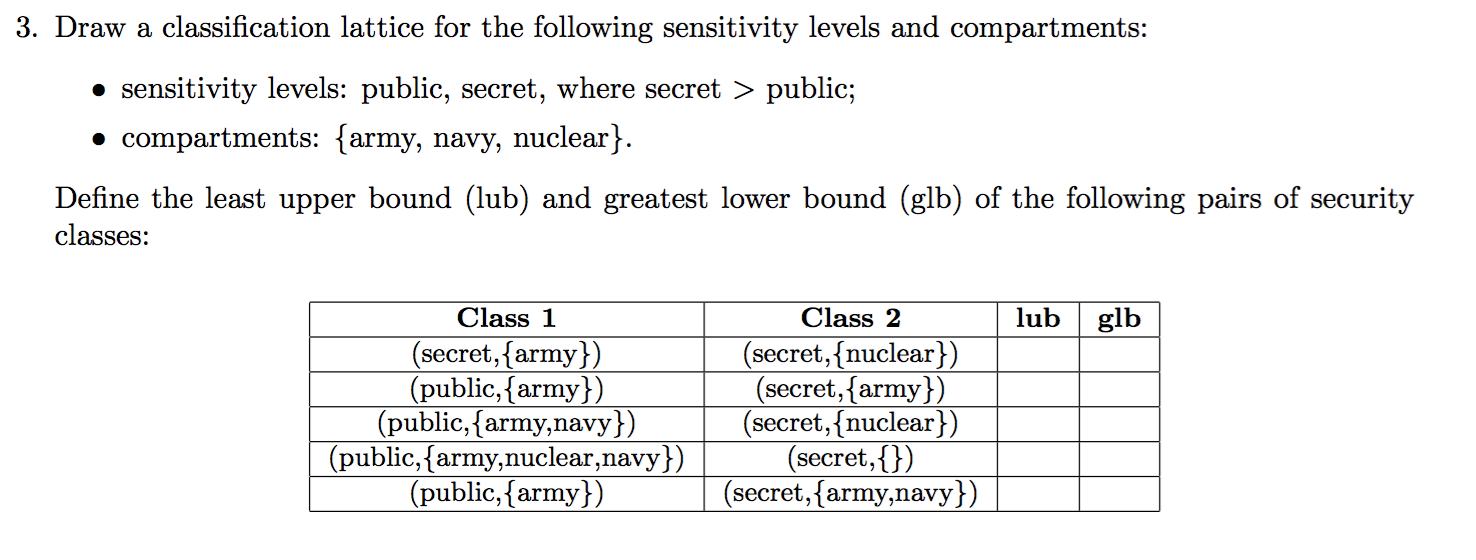 3. Draw a classification lattice for the following sensitivity levels and compartments:
• sensitivity levels: public, secret, where secret > public;
• compartments: {army, navy, nuclear}.
Define the least upper bound (lub) and greatest lower bound (glb) of the following pairs of security
classes:
Class 1 Class 2 lub glb
(secret,{army}) (secret,{nuclear})
(public,{army}) (secret,{army})
(public,{army,navy}) (secret,{nuclear})
(public,{army,nuclear,navy}) (secret,{})
(public,{army}) (secret,{army,navy})